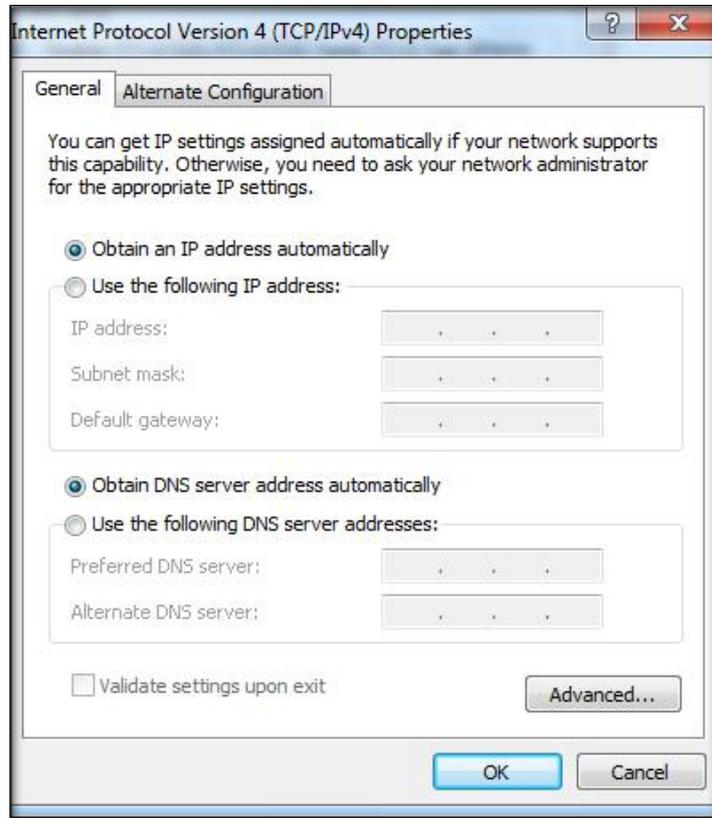 Internet Protocol Version 4 (TCP/IPv4) Properties
?
X
General
Alternate Configuration
You can get IP settings assigned automatically if your network supports
this capability. Otherwise, you need to ask your network administrator
for the appropriate IP settings.
Obtain an IP address automatically
Use the following IP address:
IP address:
. . .
Subnet mask:
. . .
Default gateway:
. . .
Obtain DNS server address automatically
Use the following DNS server addresses:
Preferred DNS server:
. . .
Alternate DNS server:
. . .
Validate settings upon exit
Advanced...
OK
Cancel